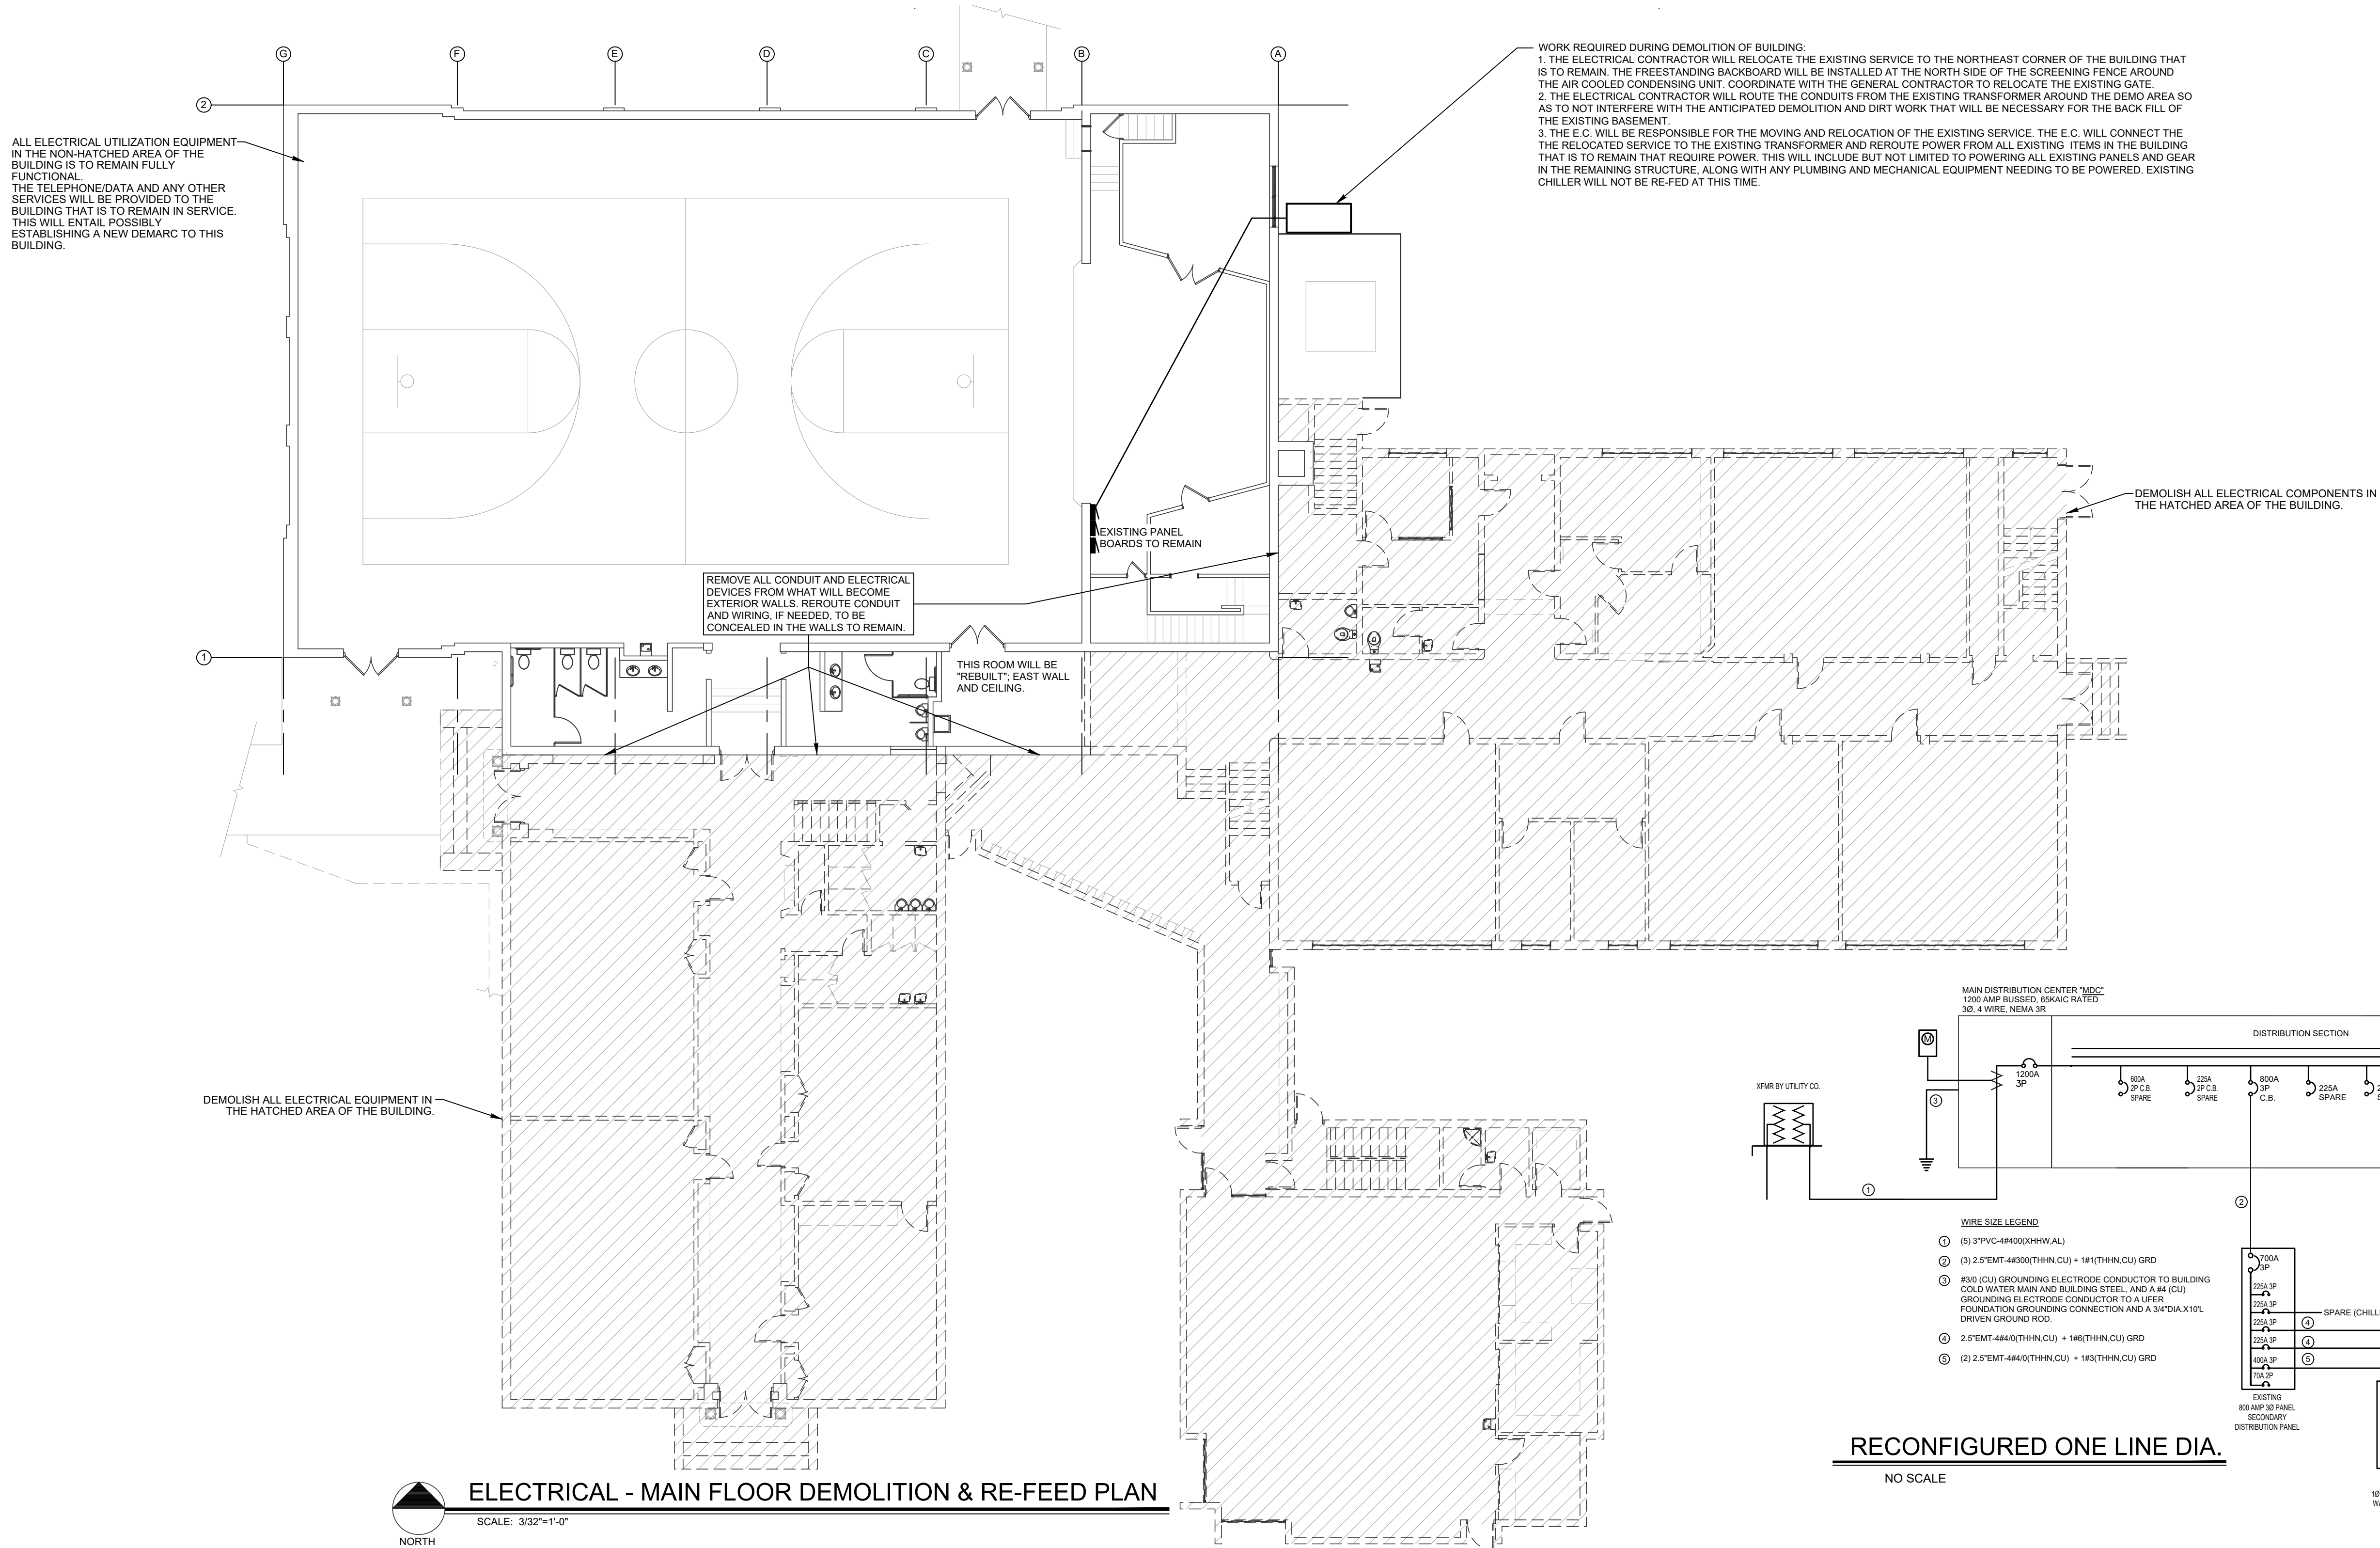 G
F
E
D
C
B
A
2
1
WORK REQUIRED DURING DEMOLITION OF BUILDING:
1. THE ELECTRICAL CONTRACTOR WILL RELOCATE THE EXISTING SERVICE TO THE NORTHEAST CORNER OF THE BUILDING THAT
IS TO REMAIN. THE FREESTANDING BACKBOARD WILL BE INSTALLED AT THE NORTH SIDE OF THE SCREENING FENCE AROUND
THE AIR COOLED CONDENSING UNIT. COORDINATE WITH THE GENERAL CONTRACTOR TO RELOCATE THE EXISTING GATE.
2. THE ELECTRICAL CONTRACTOR WILL ROUTE THE CONDUITS FROM THE EXISTING TRANSFORMER AROUND THE DEMO AREA SO
AS TO NOT INTERFERE WITH THE ANTICIPATED DEMOLITION AND DIRT WORK THAT WILL BE NECESSARY FOR THE BACK FILL OF
THE EXISTING BASEMENT.
3. THE E.C. WILL BE RESPONSIBLE FOR THE MOVING AND RELOCATION OF THE EXISTING SERVICE. THE E.C. WILL CONNECT THE
THE RELOCATED SERVICE TO THE EXISTING TRANSFORMER AND REROUTE POWER FROM ALL EXISTING ITEMS IN THE BUILDING
THAT IS TO REMAIN THAT REQUIRE POWER. THIS WILL INCLUDE BUT NOT LIMITED TO POWERING ALL EXISTING PANELS AND GEAR
IN THE REMAINING STRUCTURE, ALONG WITH ANY PLUMBING AND MECHANICAL EQUIPMENT NEEDING TO BE POWERED. EXISTING
CHILLER WILL NOT BE RE-FED AT THIS TIME.
ALL ELECTRICAL UTILIZATION EQUIPMENT
IN THE NON-HATCHED AREA OF THE
BUILDING IS TO REMAIN FULLY
FUNCTIONAL.
THE TELEPHONE/DATA AND ANY OTHER
SERVICES WILL BE PROVIDED TO THE
BUILDING THAT IS TO REMAIN IN SERVICE.
THIS WILL ENTAIL POSSIBLY
ESTABLISHING A NEW DEMARC TO THIS
BUILDING.
DEMOLISH ALL ELECTRICAL COMPONENTS IN
THE HATCHED AREA OF THE BUILDING.
EXISTING PANEL
BOARDS TO REMAIN
REMOVE ALL CONDUIT AND ELECTRICAL
DEVICES FROM WHAT WILL BECOME
EXTERIOR WALLS. REROUTE CONDUIT
AND WIRING, IF NEEDED, TO BE
CONCEALED IN THE WALLS TO REMAIN.
THIS ROOM WILL BE
"REBUILT"; EAST WALL
AND CEILING.
DEMOLISH ALL ELECTRICAL EQUIPMENT IN
THE HATCHED AREA OF THE BUILDING.
MAIN DISTRIBUTION CENTER "MDC"
1200 AMP BUSSED, 65KAIC RATED
3Ø, 4 WIRE, NEMA 3R
DISTRIBUTION SECTION
M
1200A
3P
600A
2P C.B.
SPARE
225A
2P C.B.
SPARE
800A
3P
C.B.
225A
SPARE
XFMR BY UTILITY CO.
3
1
2
WIRE SIZE LEGEND
1 (5) 3"PVC-4#400(XHHW,AL)
2 (3) 2.5"EMT-4#300(THHN,CU) + 1#1(THHN,CU) GRD
3 #3/0 (CU) GROUNDING ELECTRODE CONDUCTOR TO BUILDING
COLD WATER MAIN AND BUILDING STEEL, AND A #4 (CU)
GROUNDING ELECTRODE CONDUCTOR TO A UFER
FOUNDATION GROUNDING CONNECTION AND A 3/4"DIA.X10'L
DRIVEN GROUND ROD.
4 2.5"EMT-4#4/0(THHN,CU) + 1#6(THHN,CU) GRD
5 (2) 2.5"EMT-4#4/0(THHN,CU) + 1#3(THHN,CU) GRD
700A
3P
225A 3P
225A 3P
SPARE (CHILL
225A 3P
4
225A 3P
4
400A 3P
5
70A 2P
EXISTING
800 AMP 3Ø PANEL
SECONDARY
DISTRIBUTION PANEL
RECONFIGURED ONE LINE DIA.
NO SCALE
ELECTRICAL - MAIN FLOOR DEMOLITION & RE-FEED PLAN
SCALE: 3/32"=1'-0"
NORTH